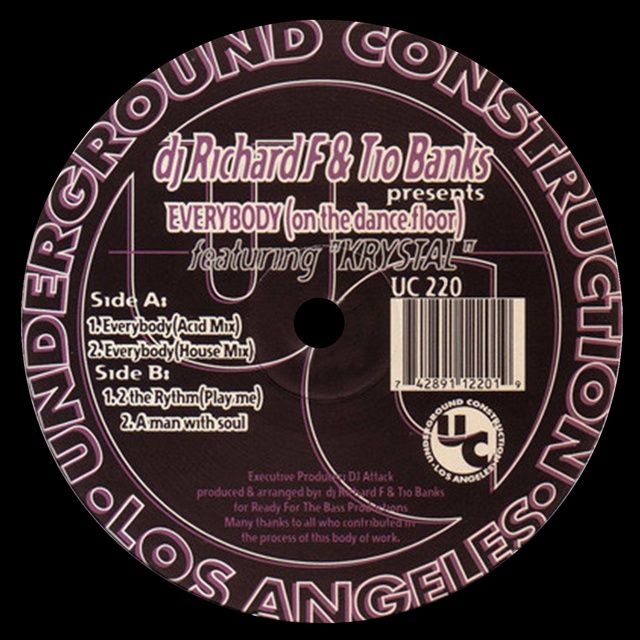 UNDERGROUND CONSTRUCTION
• LOS ANGELES •
dj Richard F & Tio Banks
presents
EVERYBODY (on the dance.floor)
featuring "KRYSTAL"
UC 220
Side A:
1. Everybody (Acid Mix)
2. Everybody (House Mix)
Side B:
1. 2 the Rythm (Play me)
2. A man with soul
7 42891 12201 9
UNDERGROUND CONSTRUCTION
UC
• LOS ANGELES •
Executive Producer: DJ Attack
produced & arranged by: dj Richard F & Tio Banks
for Ready For The Bass Productions
Many thanks to all who contributed in
the process of this body of work.